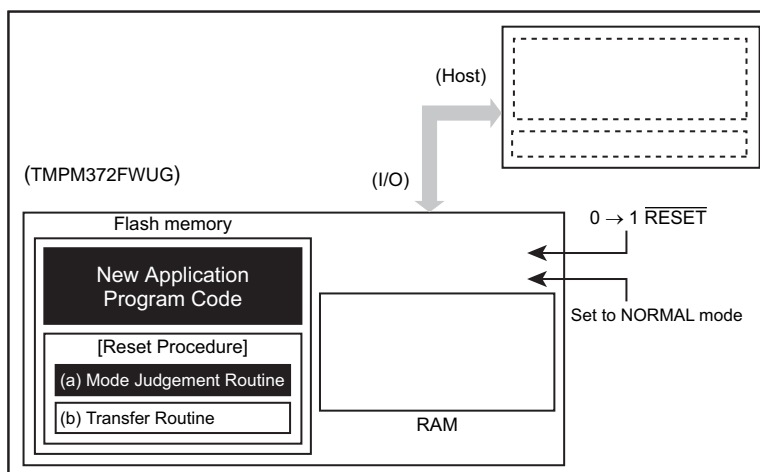 (Host)
(TMPM372FWUG)
(I/O)
Flash memory
0 → 1 RESET
New Application
Program Code
Set to NORMAL mode
[Reset Procedure]
(a) Mode Judgement Routine
(b) Transfer Routine
RAM